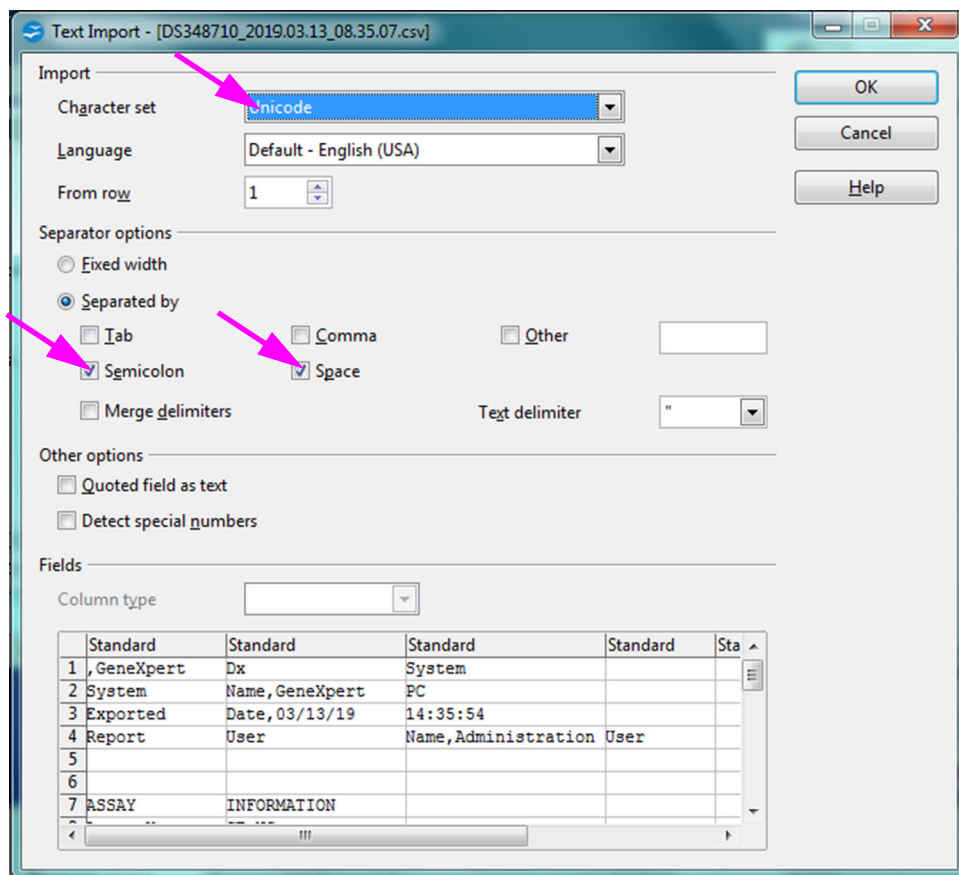 Text Import - [DS348710_2019.03.13_08.35.07.csv]
Import
Character set Unicode
OK
Language Default - English (USA)
Cancel
From row 1
Help
Separator options
Fixed width
Separated by
Tab Comma Other
Semicolon Space
Merge delimiters Text delimiter "
Other options
Quoted field as text
Detect special numbers
Fields
Column type
Standard Standard Standard Standard Sta
1 ,GeneXpert Dx System
2 System Name,GeneXpert PC
3 Exported Date,03/13/19 14:35:54
4 Report User Name,Administration User
5
6
7 ASSAY INFORMATION